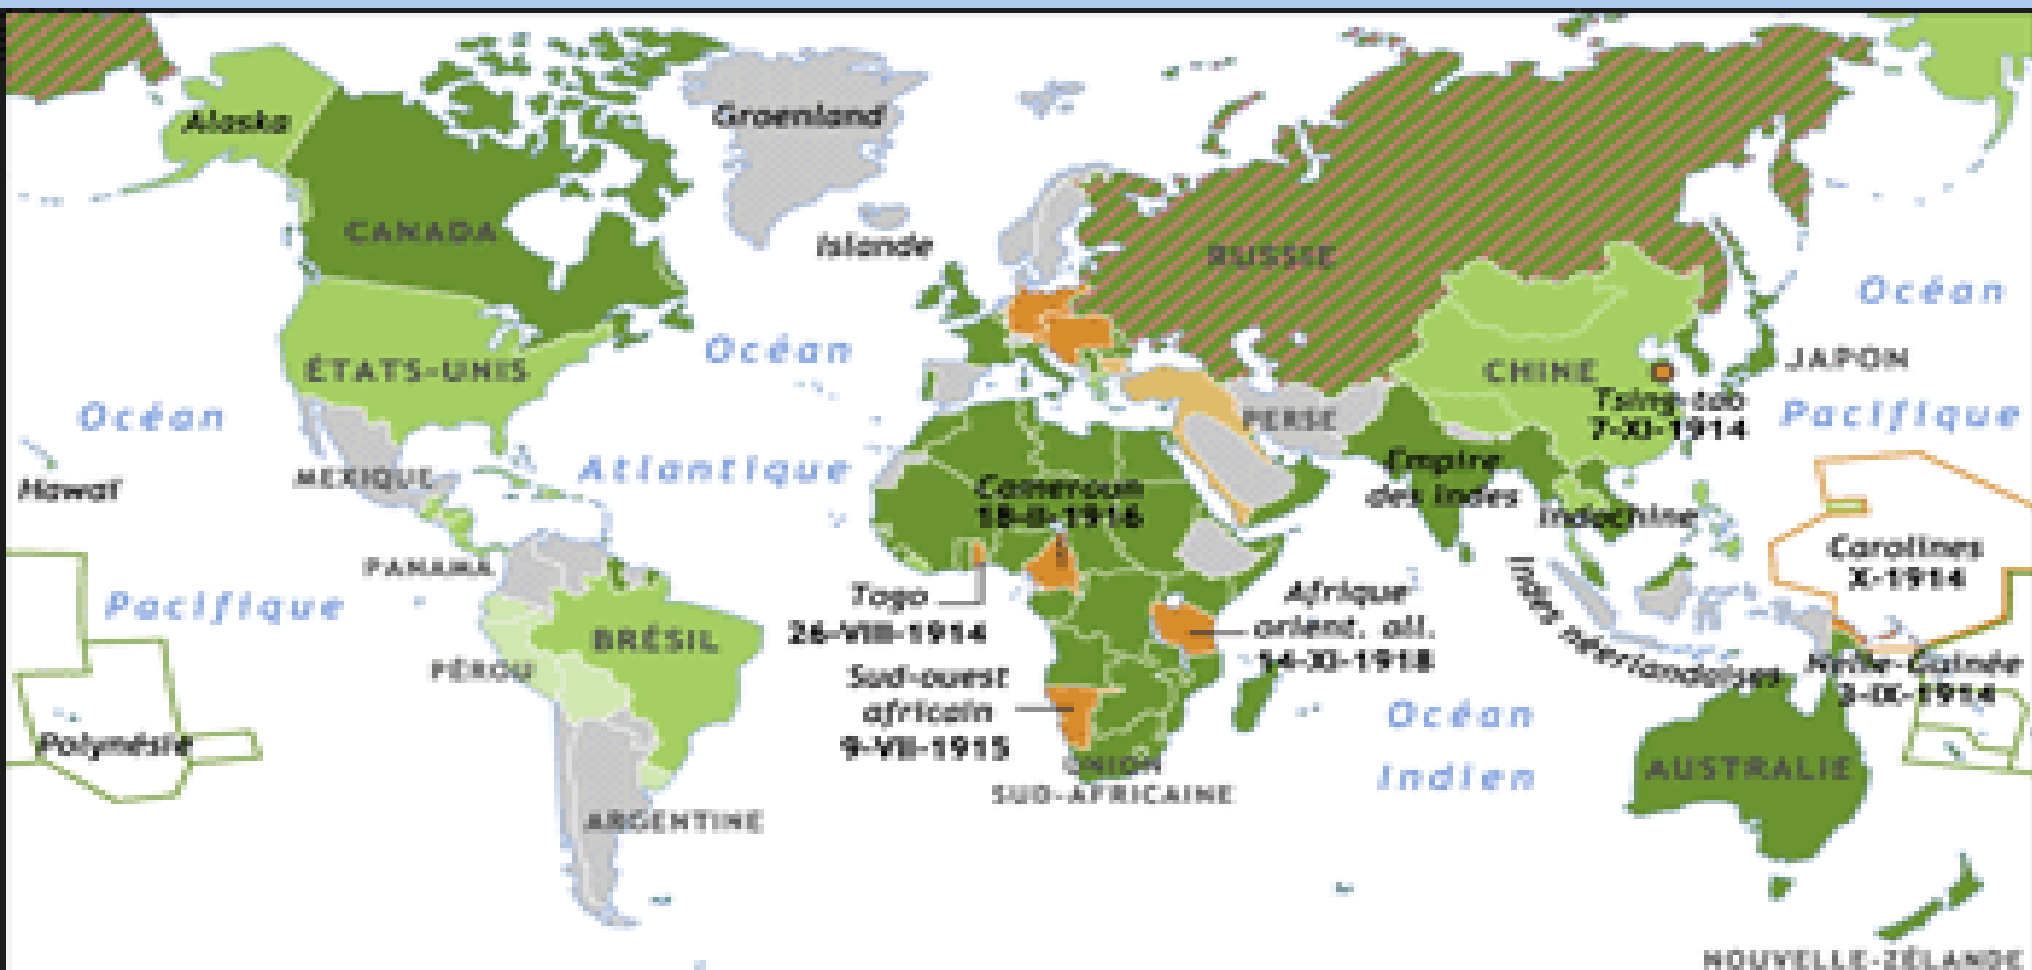 Alaska
Groenland
CANADA
Islande
RUSSIE
Océan
Océan
ÉTATS-UNIS
CHINE
JAPON
Tsing-tao
7-XI-1914
Océan
Pacifique
PERSE
Atlantique
Hawaï
MEXIQUE
Empire
des Indes
Cameroun
18-II-1916
Indochine
Carolines
X-1914
PANAMA
Pacifique
Togo
26-VIII-1914
Afrique
orient. all.
14-XI-1918
Indes néerlandaises
BRÉSIL
PÉROU
Nelle-Guinée
3-IX-1914
Sud-ouest
africain
9-VII-1915
Océan
Indien
Polynésie
UNION
SUD-AFRICAINE
AUSTRALIE
ARGENTINE
NOUVELLE-ZÉLANDE